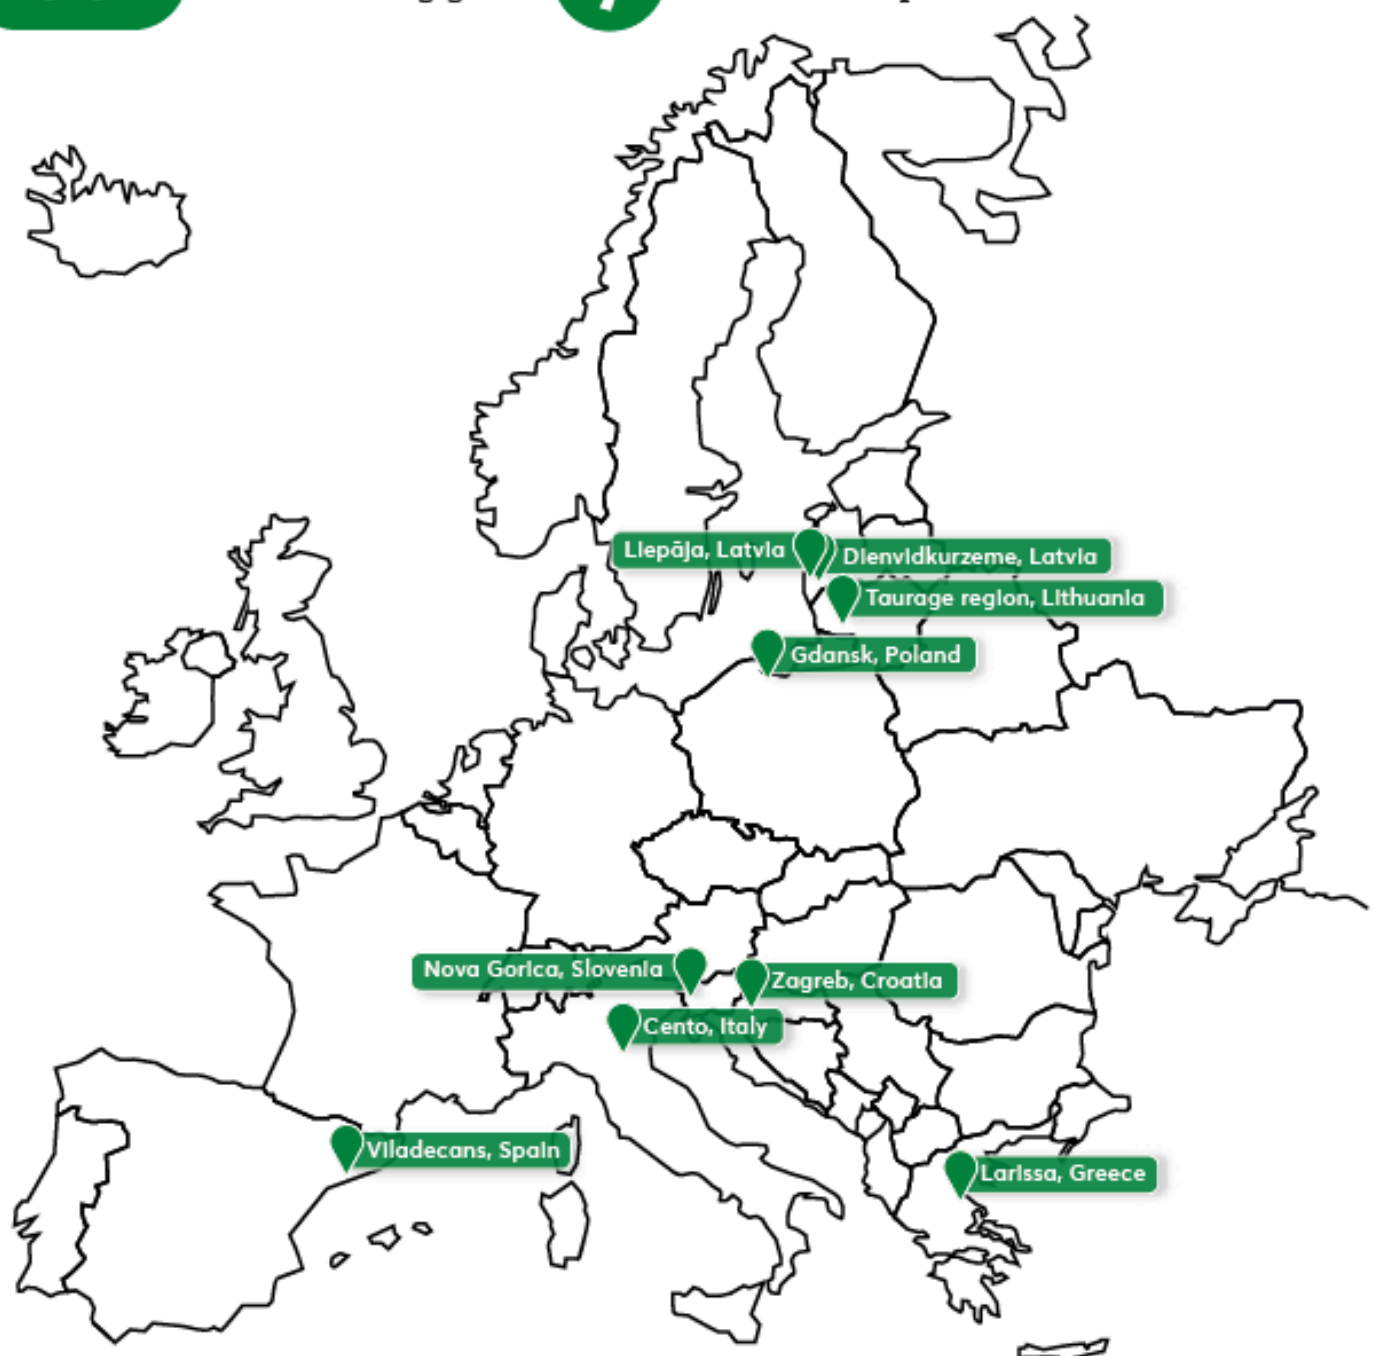 Liepāja, Latvia
Dienvidkurzeme, Latvia
Taurage region, Lithuania
Gdansk, Poland
Nova Gorica, Slovenia
Zagreb, Croatia
Cento, Italy
Viladecans, Spain
Larissa, Greece